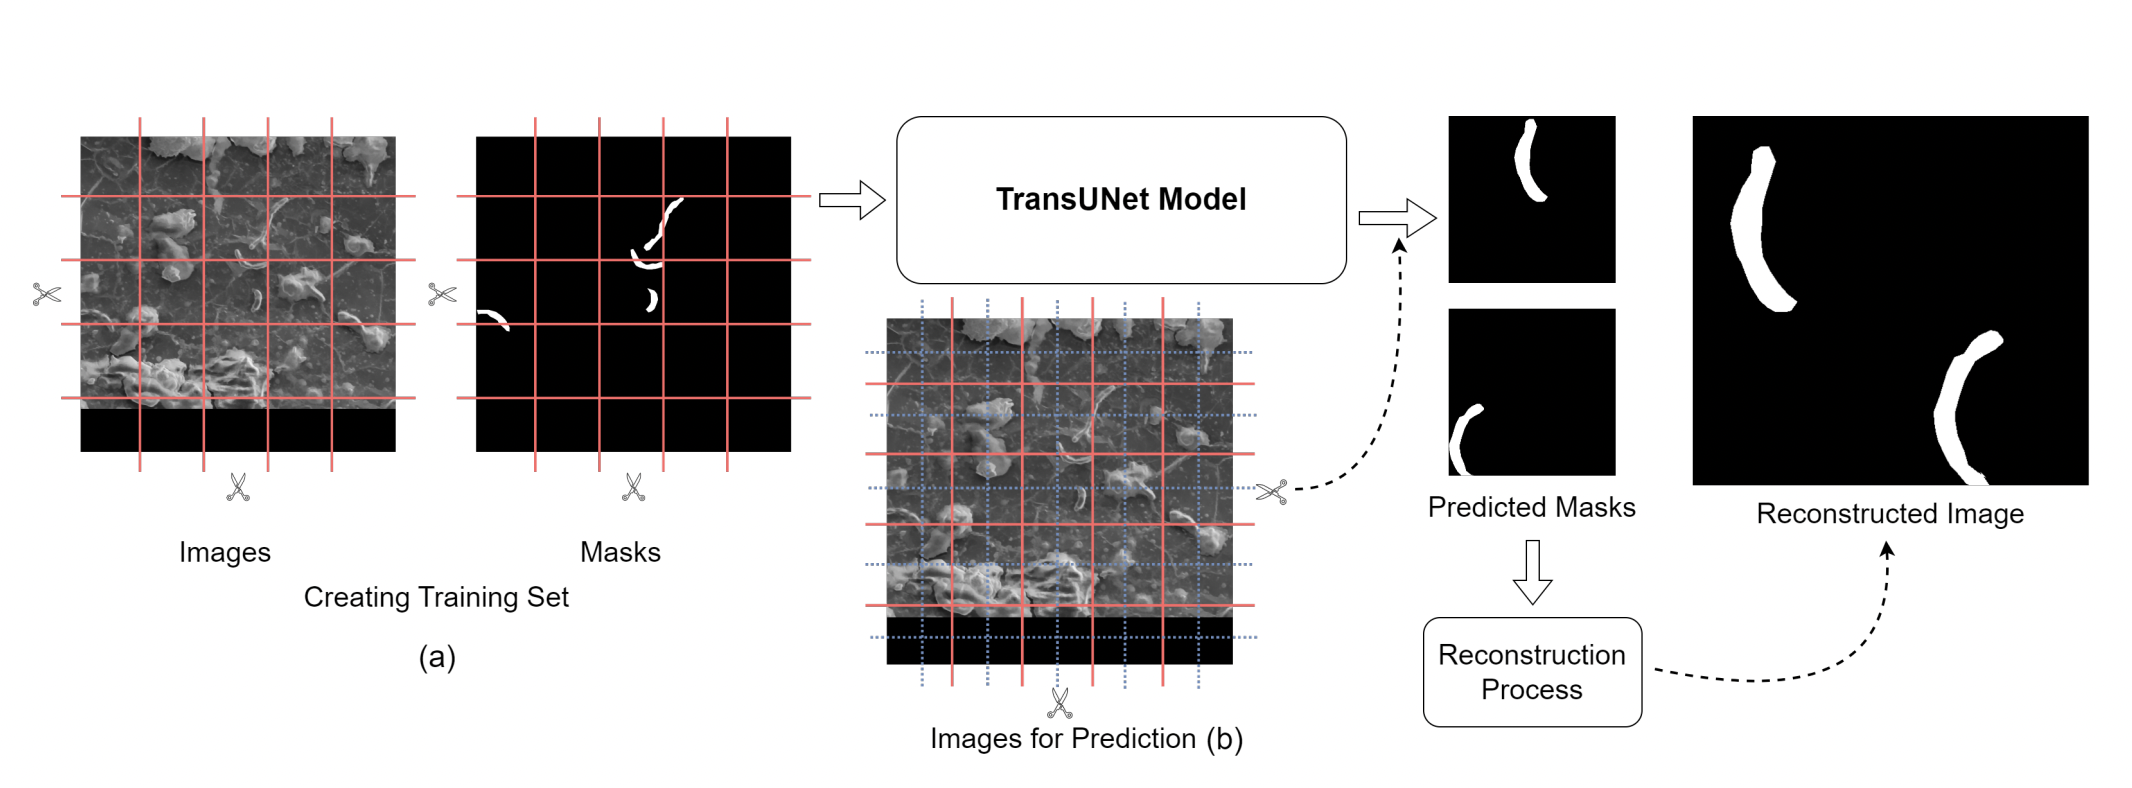 TransUNet Model
Images
Masks
Creating Training Set
(a)
Images for Prediction (b)
Predicted Masks
Reconstruction
Process
Reconstructed Image